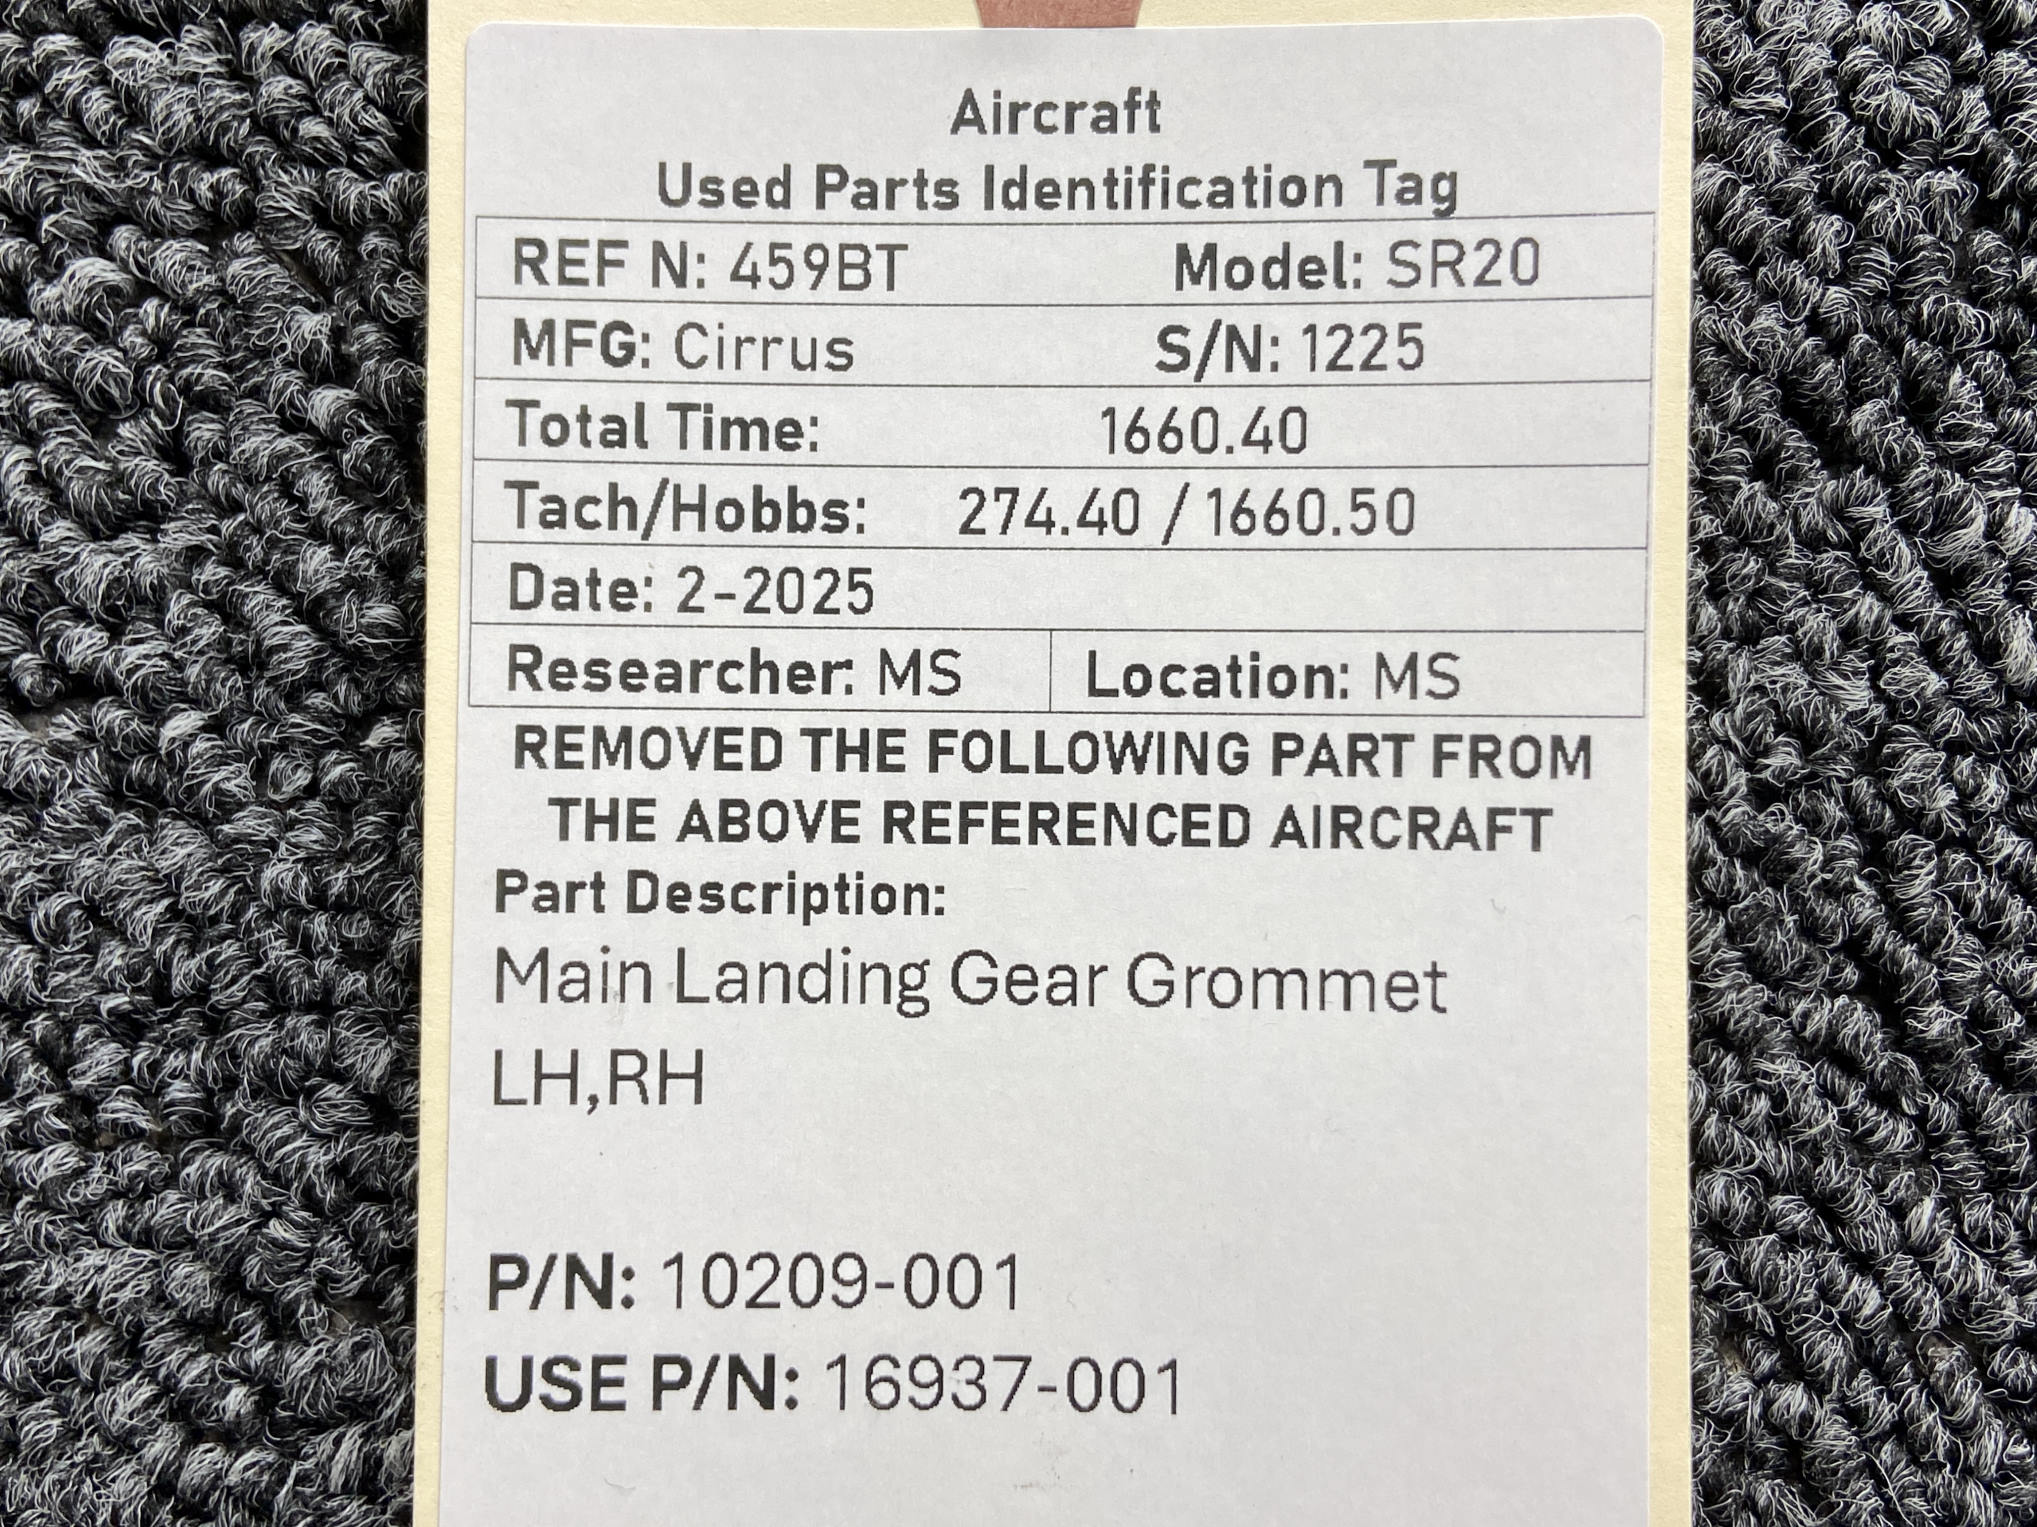 Aircraft
Used Parts Identification Tag
REF N: 459BT Model: SR20
MFG: Cirrus S/N: 1225
Total Time: 1660.40
Tach/Hobbs: 274.40 / 1660.50
Date: 2-2025
Researcher: MS Location: MS
REMOVED THE FOLLOWING PART FROM
THE ABOVE REFERENCED AIRCRAFT
Part Description:
Main Landing Gear Grommet
LH,RH
P/N: 10209-001
USE P/N: 16937-001